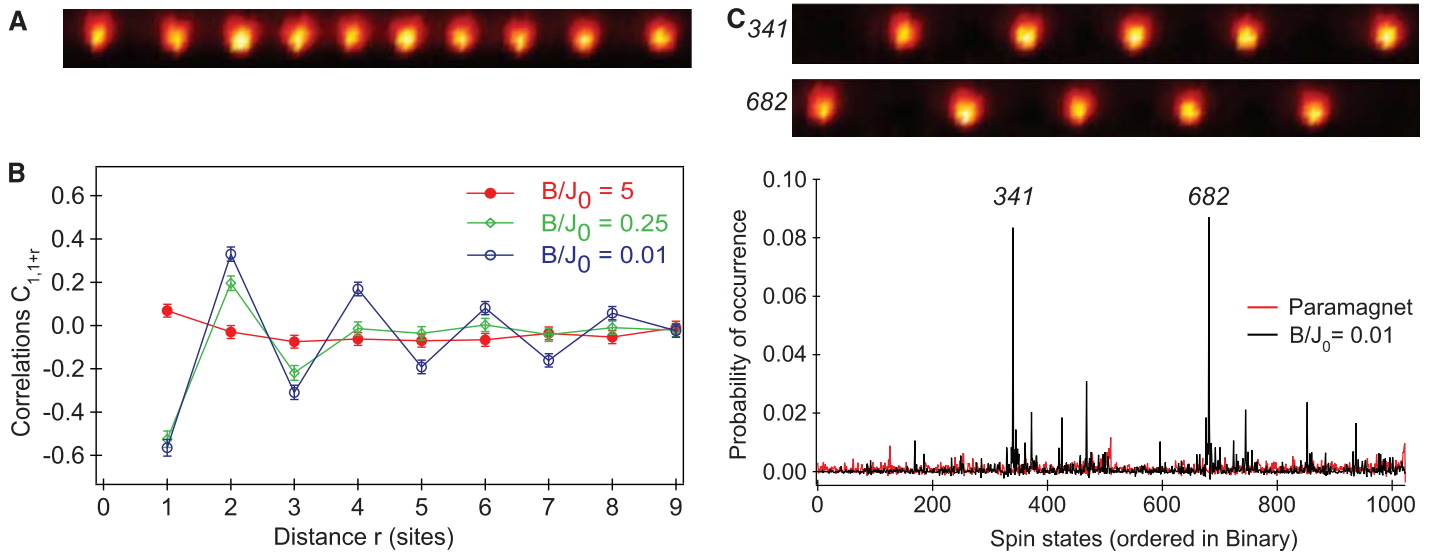 A
B
0.6
0.4
0.2
0.0
-0.2
-0.4
-0.6
Correlations C1,1+r
B/J0 = 5
B/J0 = 0.25
B/J0 = 0.01
0 1 2 3 4 5 6 7 8 9
Distance r (sites)
C
341
682
0.10
0.08
0.06
0.04
0.02
0.00
Probability of occurrence
341 682
Paramagnet
B/J0= 0.01
0 200 400 600 800 1000
Spin states (ordered in Binary)